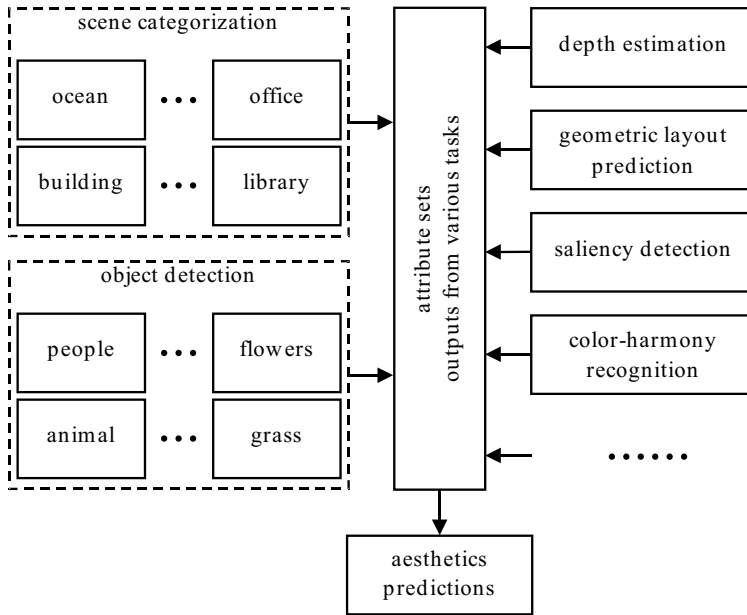 scene categorization
ocean ••• office
building ••• library
object detection
people ••• flowers
animal ••• grass
attribute sets
outputs from various tasks
depth estimation
geometric layout
prediction
saliency detection
color-harmony
recognition
••••••
aesthetics
predictions